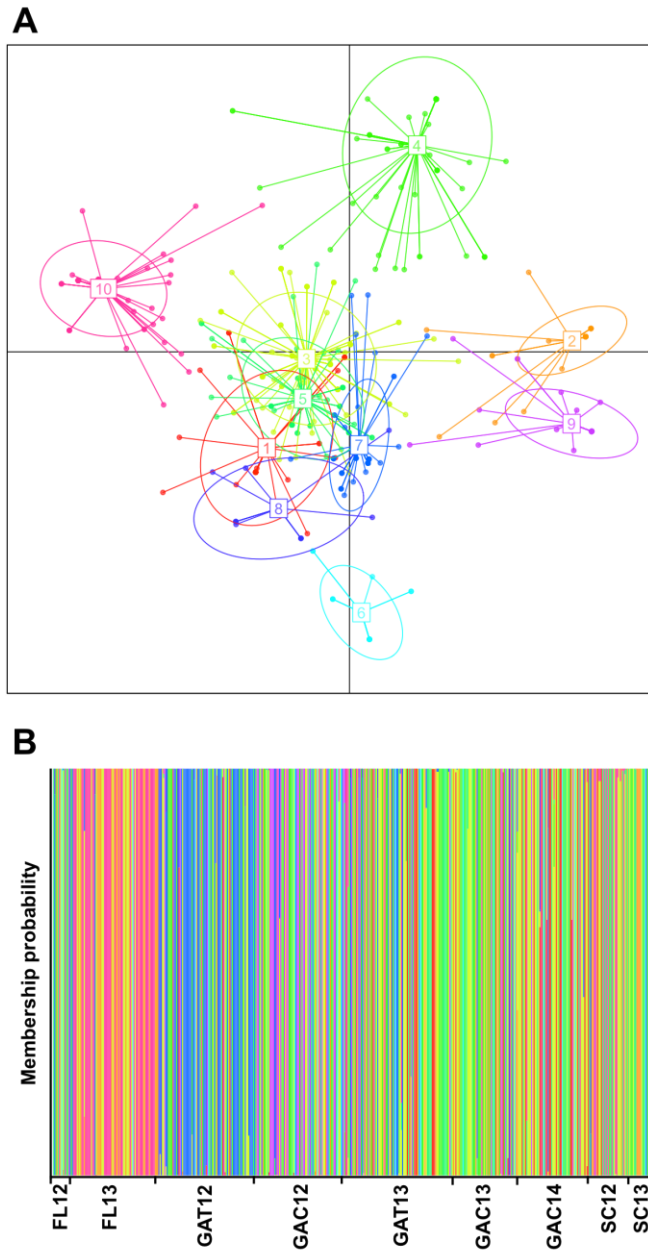 A
4
10
2
3
5
9
1
7
8
6
B
Membership probability
FL12
FL13
GAT12
GAC12
GAT13
GAC13
GAC14
SC12
SC13